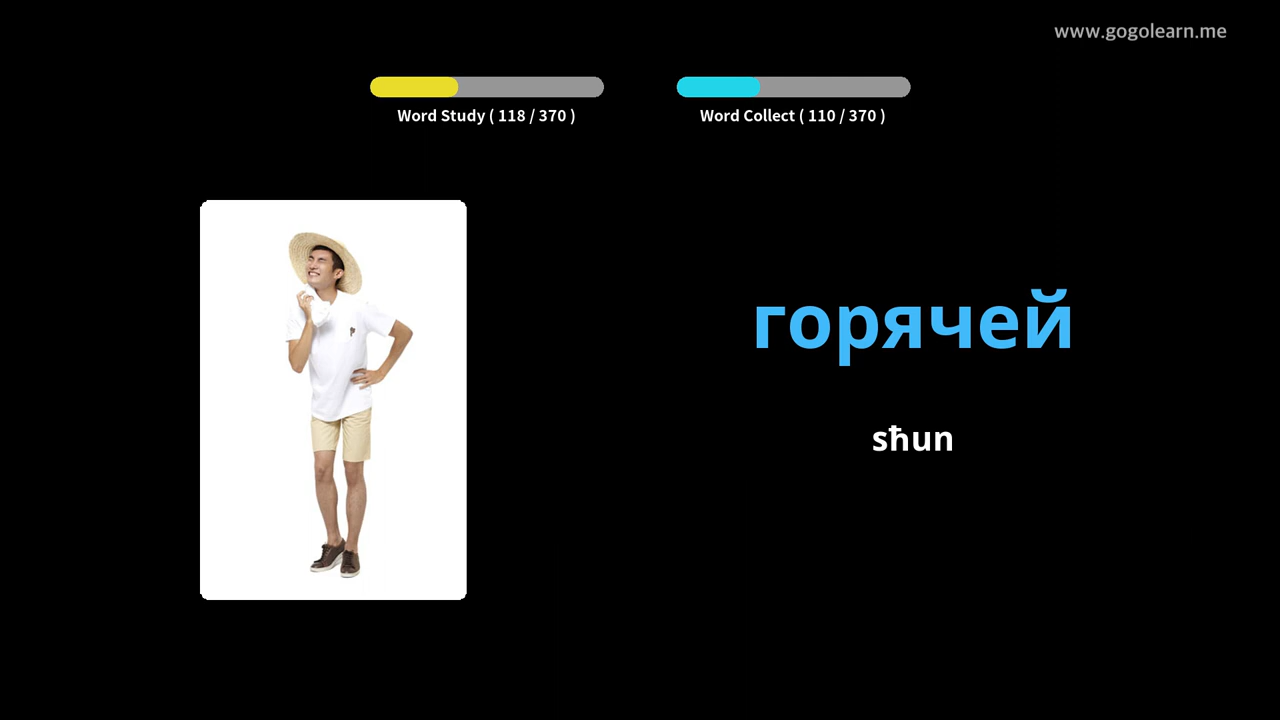 www.gogolearn.me
Word Study ( 118 / 370 )
Word Collect ( 110 / 370 )
горячей
sħun